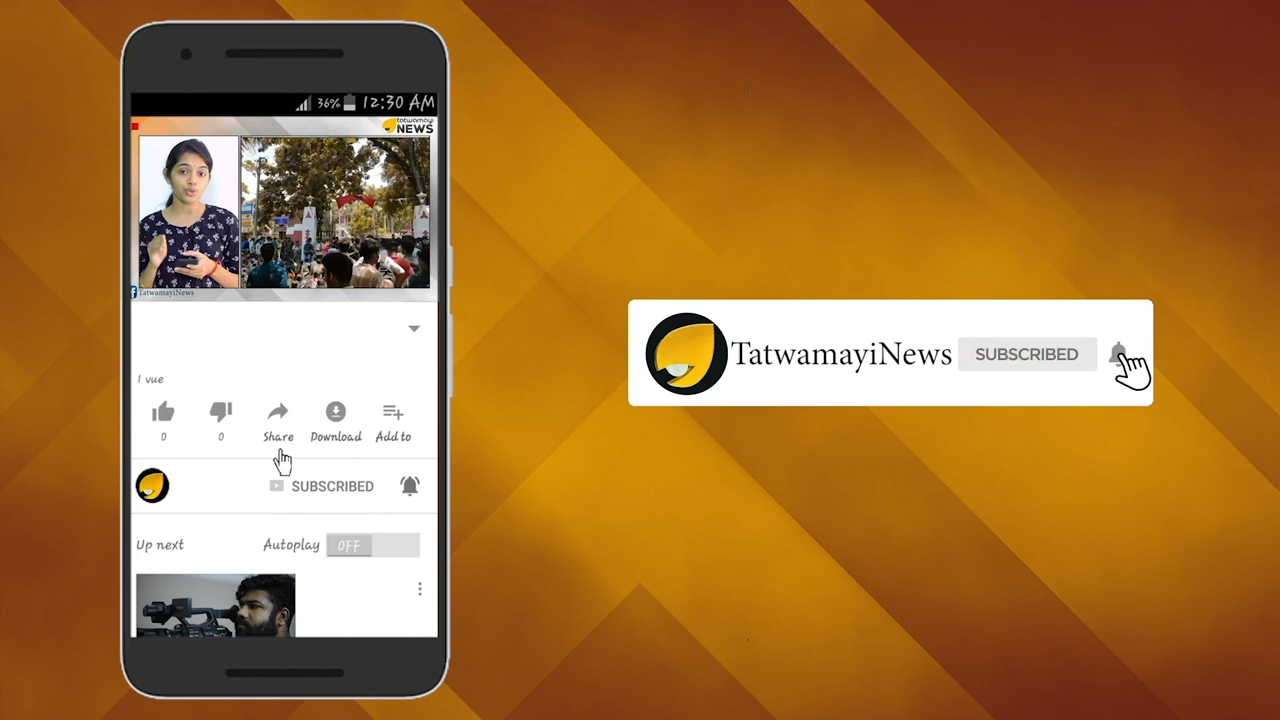 36% 12:30 AM
tatwamayi
NEWS
TatwamayiNews
1 vue
0 0 Share Download Add to
SUBSCRIBED
Up next Autoplay OFF
TatwamayiNews SUBSCRIBED